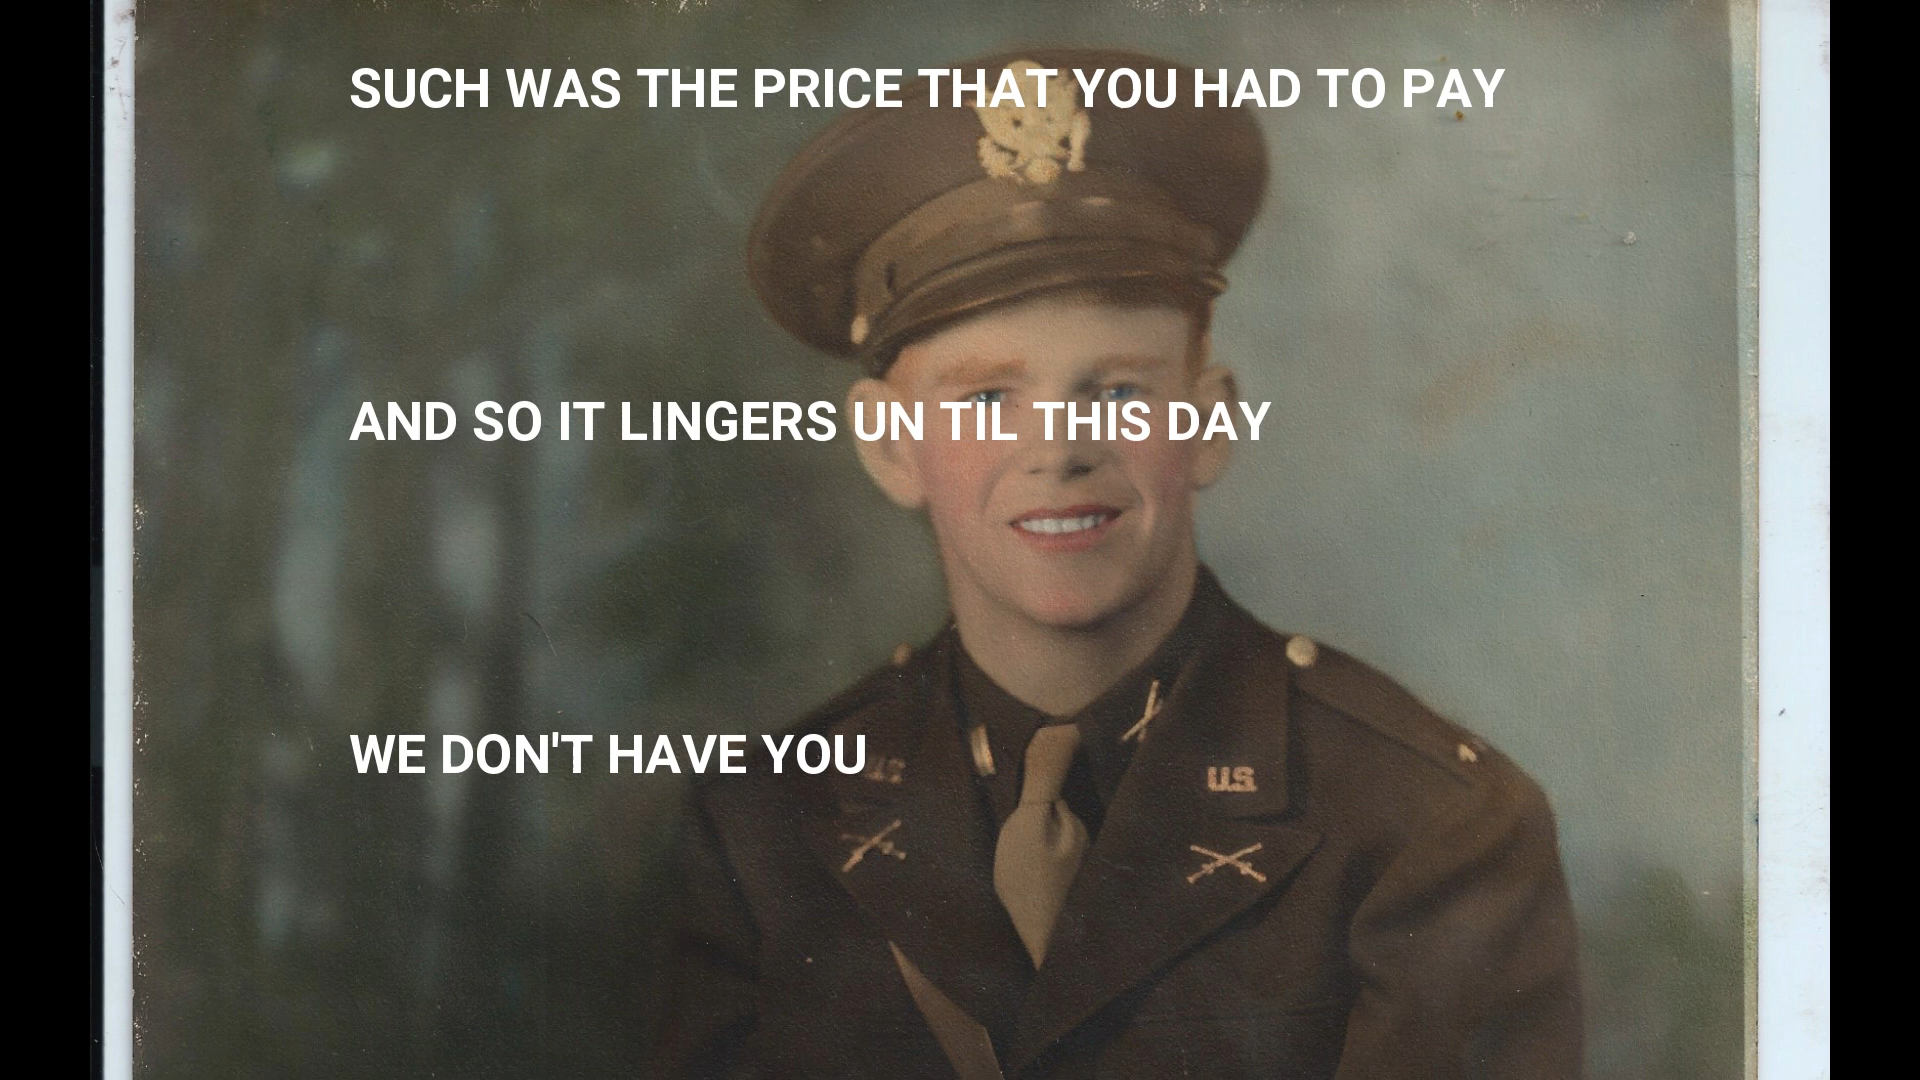 SUCH WAS THE PRICE THAT YOU HAD TO PAY
AND SO IT LINGERS UN TIL THIS DAY
WE DON'T HAVE YOU
U.S.
U.S.